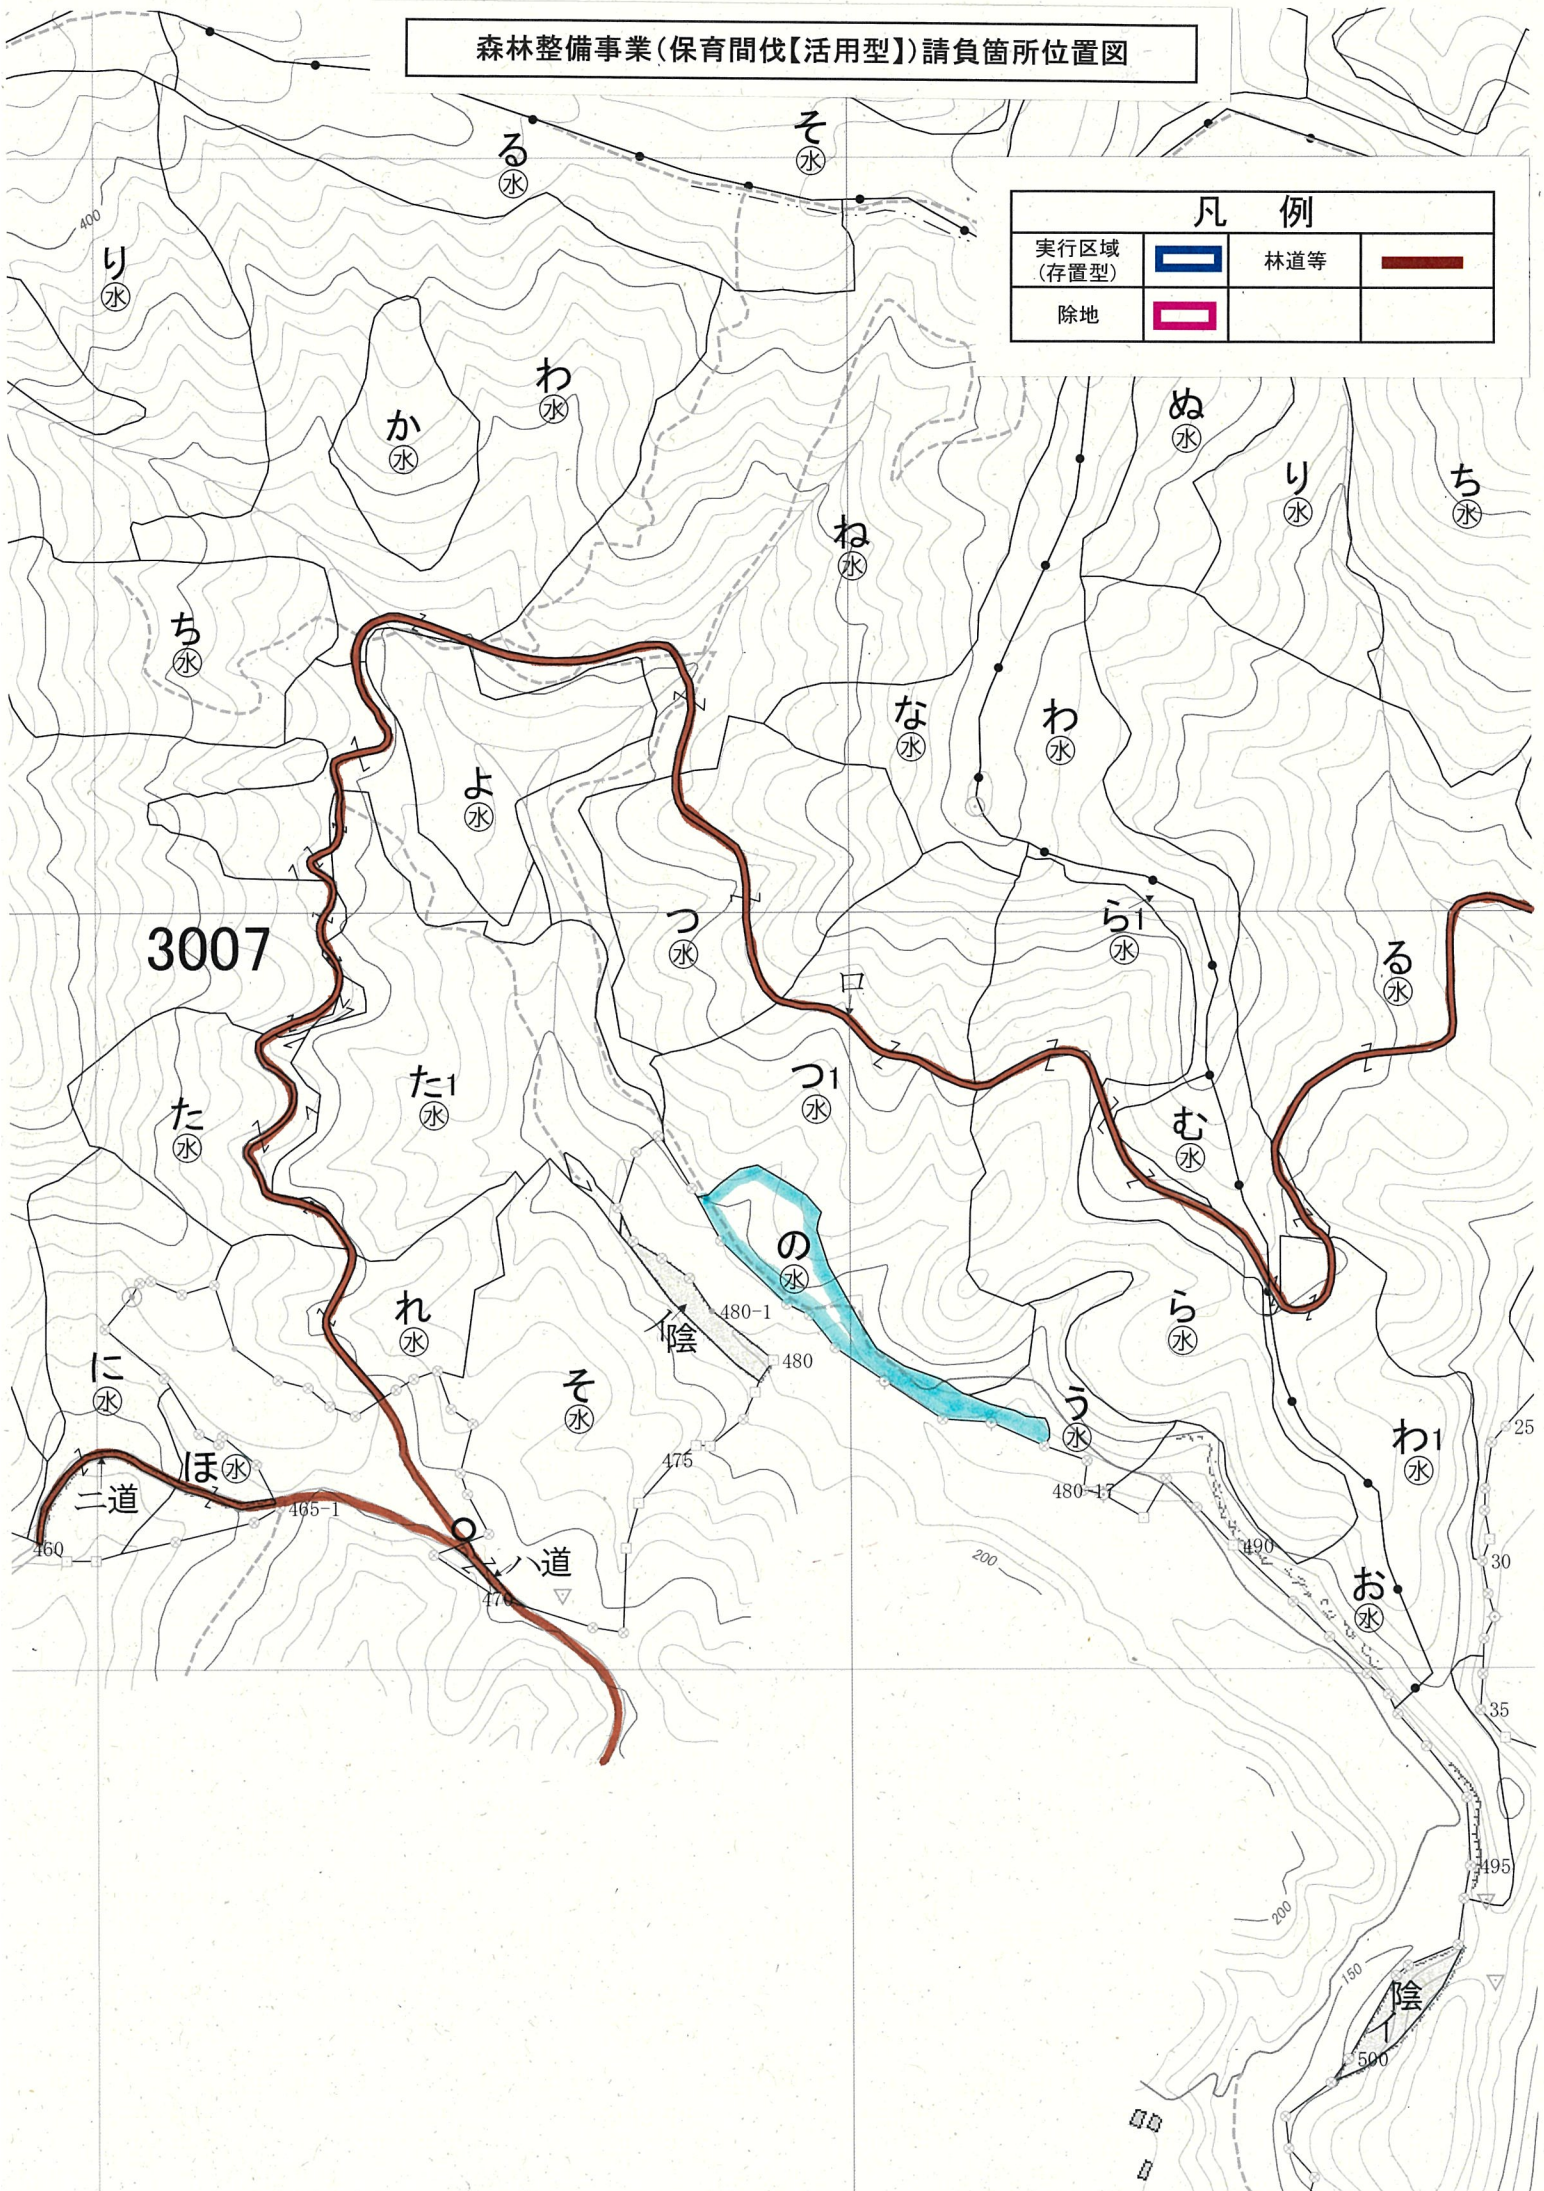 森林整備事業(保育間伐【活用型】)請負箇所位置図
凡 例
実行区域
(存置型)
林道等
除地
そ
水
る
水
400
り
水
わ
水
か
水
ぬ
水
り
水
ち
水
ね
水
ち
水
な
水
わ
水
よ
水
つ
水
ら1
水
3007
る
水
ロ
た1
水
つ1
水
た
水
む
水
の
水
れ
水
480-1
イ陰
480
ら
水
に
水
そ
水
う
水
わ1
水
25
ほ水
475
ニ道
465-1
480-17
460
ハ道
470
200
490
30
お
水
35
495
200
150
陰
イ
500